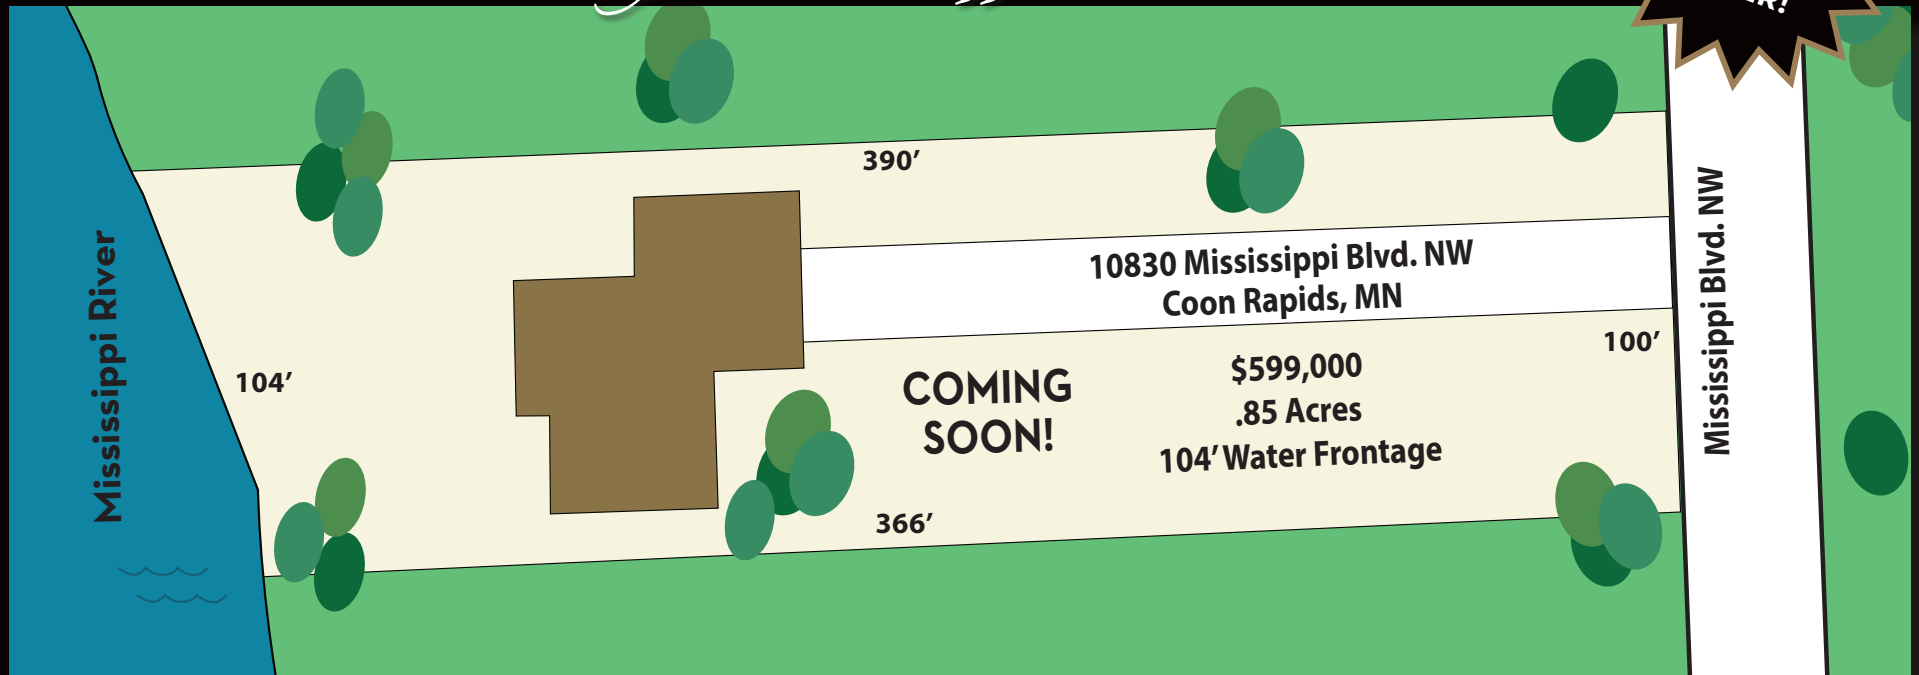 390’
10830 Mississippi Blvd. NW
Coon Rapids, MN
Mississippi Blvd. NW
Mississippi River
104’
100’
COMING
SOON!
$599,000
.85 Acres
104’ Water Frontage
366’